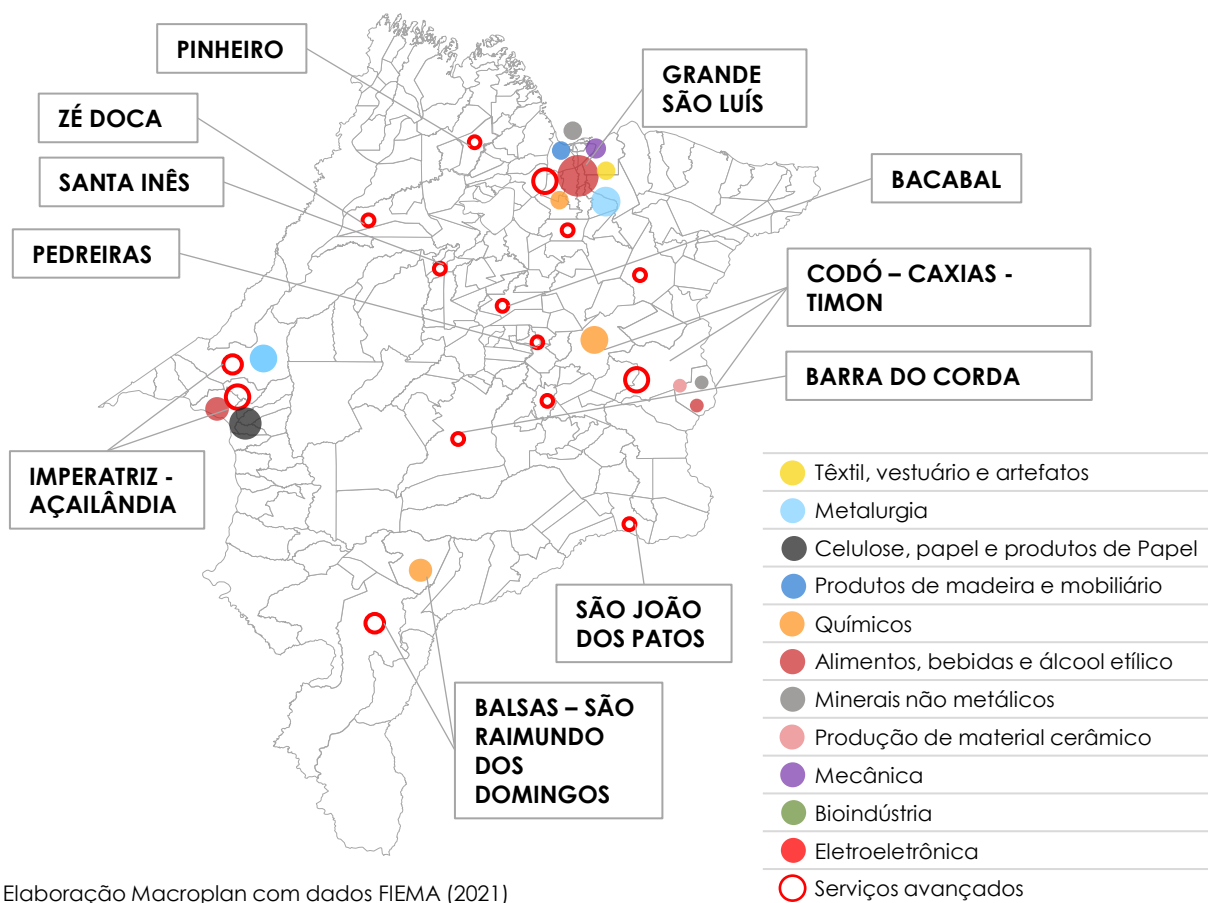 PINHEIRO
GRANDE
SÃO LUÍS
ZÉ DOCA
SANTA INÊS
BACABAL
PEDREIRAS
CODÓ – CAXIAS -
TIMON
BARRA DO CORDA
IMPERATRIZ -
AÇAILÂNDIA
SÃO JOÃO
DOS PATOS
BALSAS – SÃO
RAIMUNDO
DOS
DOMINGOS
Têxtil, vestuário e artefatos
Metalurgia
Celulose, papel e produtos de Papel
Produtos de madeira e mobiliário
Químicos
Alimentos, bebidas e álcool etílico
Minerais não metálicos
Produção de material cerâmico
Mecânica
Bioindústria
Eletroeletrônica
Serviços avançados
Elaboração Macroplan com dados FIEMA (2021)